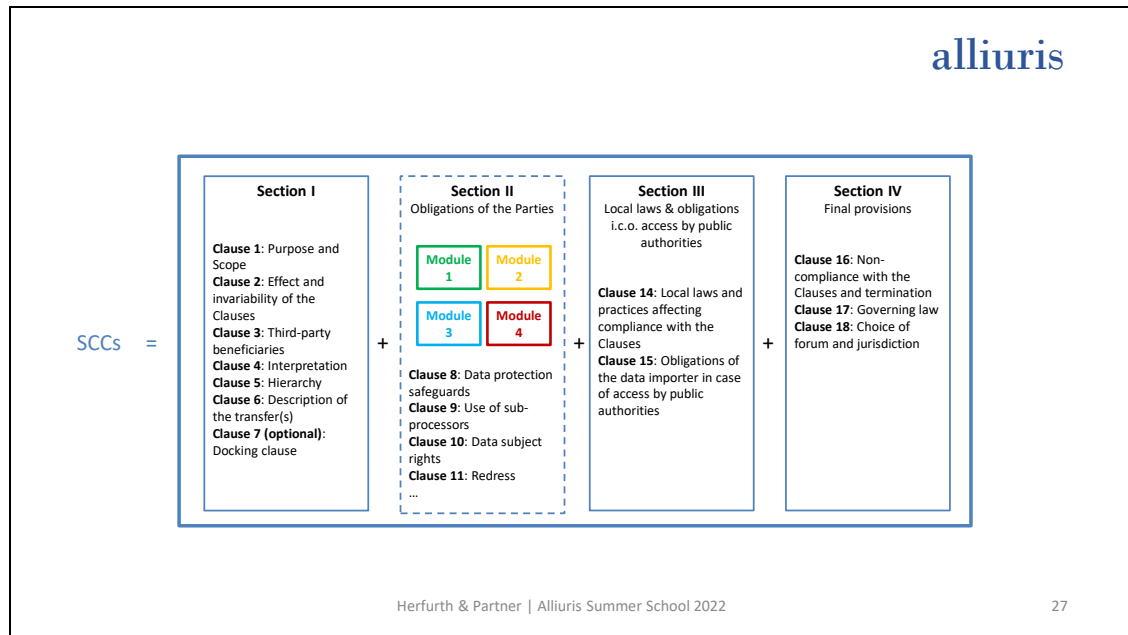 alliuris
SCCs =
Section I
Clause 1: Purpose and
Scope
Clause 2: Effect and
invariability of the
Clauses
Clause 3: Third-party
beneficiaries
Clause 4: Interpretation
Clause 5: Hierarchy
Clause 6: Description of
the transfer(s)
Clause 7 (optional):
Docking clause
+
Section II
Obligations of the Parties
Module
1
Module
2
Module
3
Module
4
Clause 8: Data protection
safeguards
Clause 9: Use of sub-
processors
Clause 10: Data subject
rights
Clause 11: Redress
...
+
Section III
Local laws & obligations
i.c.o. access by public
authorities
Clause 14: Local laws and
practices affecting
compliance with the
Clauses
Clause 15: Obligations of
the data importer in case
of access by public
authorities
+
Section IV
Final provisions
Clause 16: Non-
compliance with the
Clauses and termination
Clause 17: Governing law
Clause 18: Choice of
forum and jurisdiction
Herfurth & Partner | Alliuris Summer School 2022
27